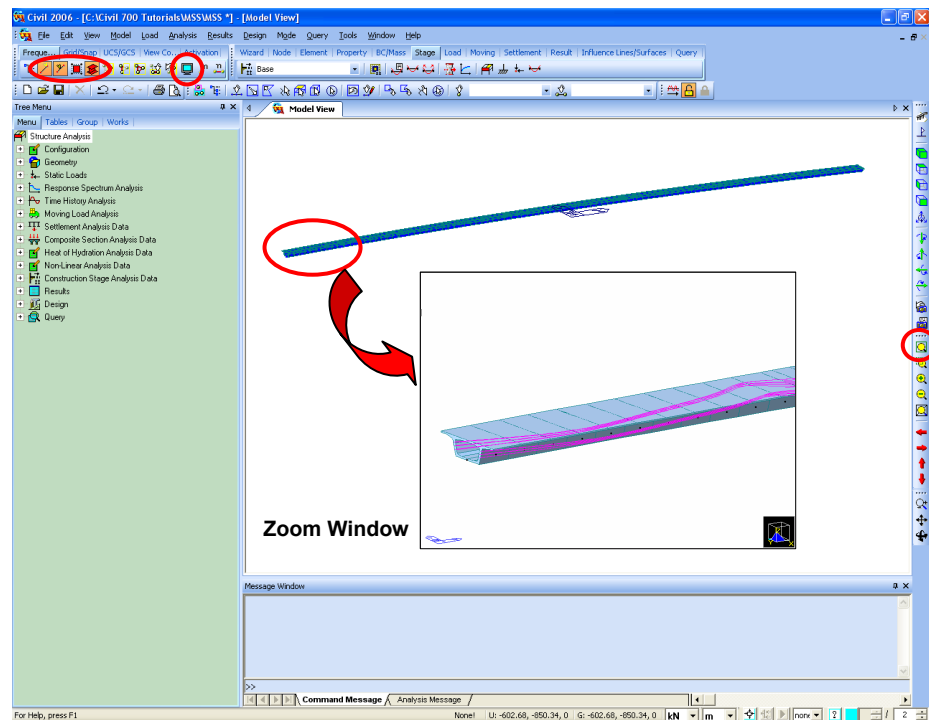 Civil 2006 - [C:\Civil 700 Tutorials\MSS\MSS *] - [Model View]
File Edit View Model Load Analysis Results Design Mode Query Tools Window Help
Freque... Grid/Snap UCS/GCS View Co... Activation Wizard Node Element Property BC/Mass Stage Load Moving Settlement Result Influence Lines/Surfaces Query
Base
Tree Menu
Model View
Menu Tables Group Works
Structure Analysis
Configuration
Geometry
Static Loads
Response Spectrum Analysis
Time History Analysis
Moving Load Analysis
Settlement Analysis Data
Composite Section Analysis Data
Heat of Hydration Analysis Data
Non-Linear Analysis Data
Construction Stage Analysis Data
Results
Design
Query
Zoom Window
Message Window
>>
Command Message Analysis Message
For Help, press F1 None! U: -602.68, -850.34, 0 G: -602.68, -850.34, 0 kN m none ? / 2